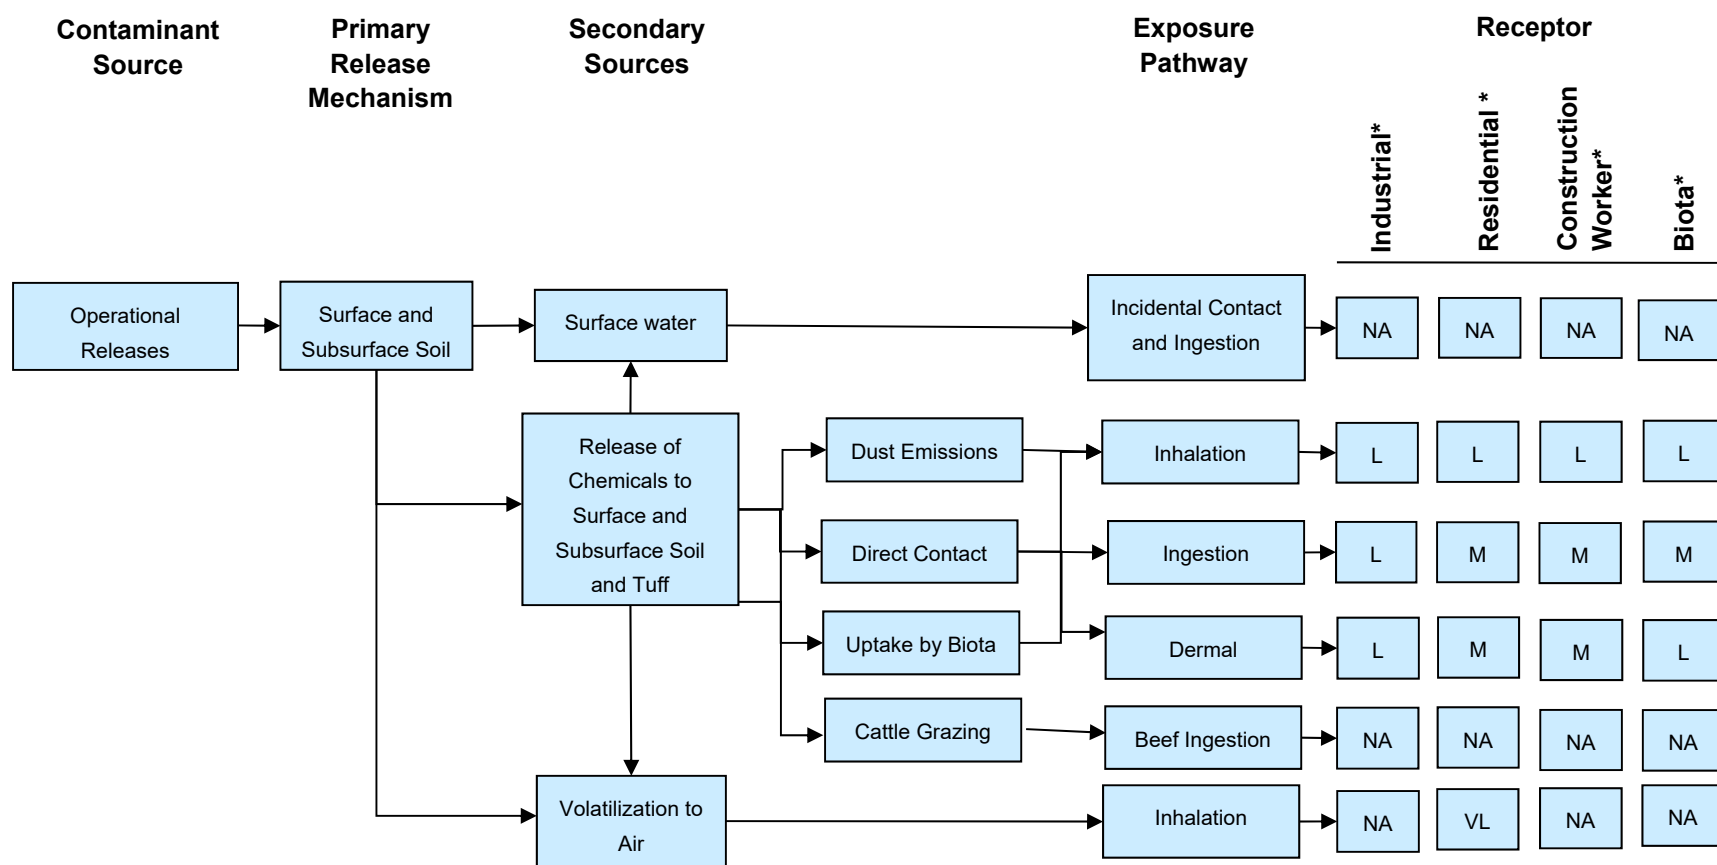 Contaminant
Source
Primary
Release
Mechanism
Secondary
Sources
Exposure
Pathway
Receptor
Industrial*
Residential *
Construction
Worker*
Biota*
Operational
Releases
Surface and
Subsurface Soil
Surface water
Incidental Contact
and Ingestion
NA
NA
NA
NA
Release of
Chemicals to
Surface and
Subsurface Soil
and Tuff
Dust Emissions
Inhalation
L
L
L
L
Direct Contact
Ingestion
L
M
M
M
Uptake by Biota
Dermal
L
M
M
L
Cattle Grazing
Beef Ingestion
NA
NA
NA
NA
Volatilization to
Air
Inhalation
NA
VL
NA
NA